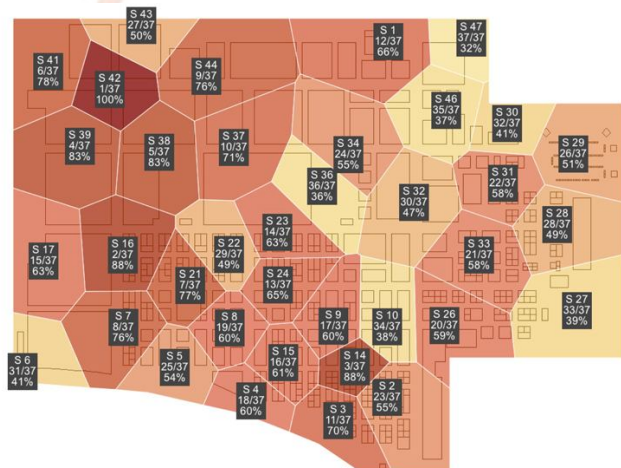 S 43
27/37
50%
S 1
12/37
66%
S 47
37/37
32%
S 41
6/37
78%
S 42
1/37
100%
S 44
9/37
76%
S 46
35/37
37%
S 30
32/37
41%
S 39
4/37
83%
S 38
5/37
83%
S 37
10/37
71%
S 34
24/37
55%
S 29
26/37
51%
S 36
36/37
36%
S 31
22/37
58%
S 32
30/37
47%
S 28
28/37
49%
S 17
15/37
63%
S 16
2/37
88%
S 22
29/37
49%
S 23
14/37
63%
S 33
21/37
58%
S 21
7/37
77%
S 24
13/37
65%
S 27
33/37
39%
S 7
8/37
76%
S 8
19/37
60%
S 9
17/37
60%
S 10
34/37
38%
S 26
20/37
59%
S 6
31/37
41%
S 5
25/37
54%
S 15
16/37
61%
S 14
3/37
88%
S 4
18/37
60%
S 2
23/37
55%
S 3
11/37
70%